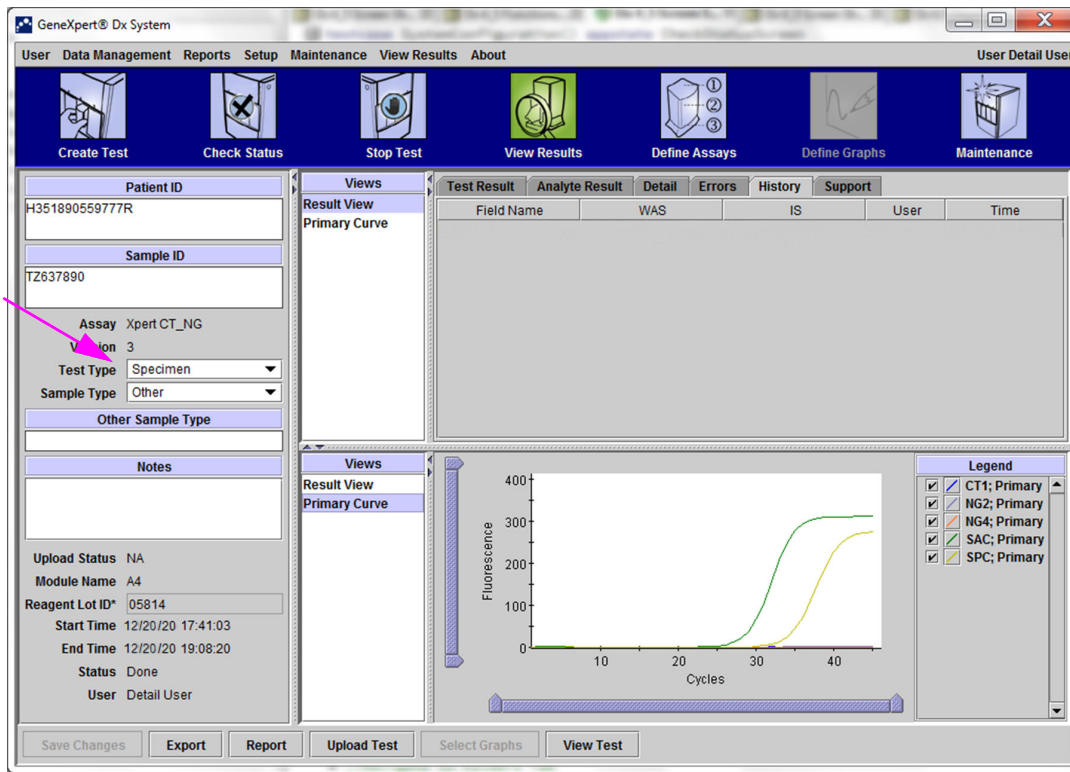 GeneXpert® Dx System
User Data Management Reports Setup Maintenance View Results About User Detail User
Create Test Check Status Stop Test View Results Define Assays Define Graphs Maintenance
Patient ID
H351890559777R
Sample ID
TZ637890
Assay Xpert CT_NG
Version 3
Test Type Specimen
Sample Type Other
Other Sample Type
Notes
Upload Status NA
Module Name A4
Reagent Lot ID* 05814
Start Time 12/20/20 17:41:03
End Time 12/20/20 19:08:20
Status Done
User Detail User
Views
Result View
Primary Curve
Test Result Analyte Result Detail Errors History Support
Field Name WAS IS User Time
Views
Result View
Primary Curve
400
300
200
100
0
Fluorescence
10 20 30 40
Cycles
Legend
CT1; Primary
NG2; Primary
NG4; Primary
SAC; Primary
SPC; Primary
Save Changes Export Report Upload Test Select Graphs View Test